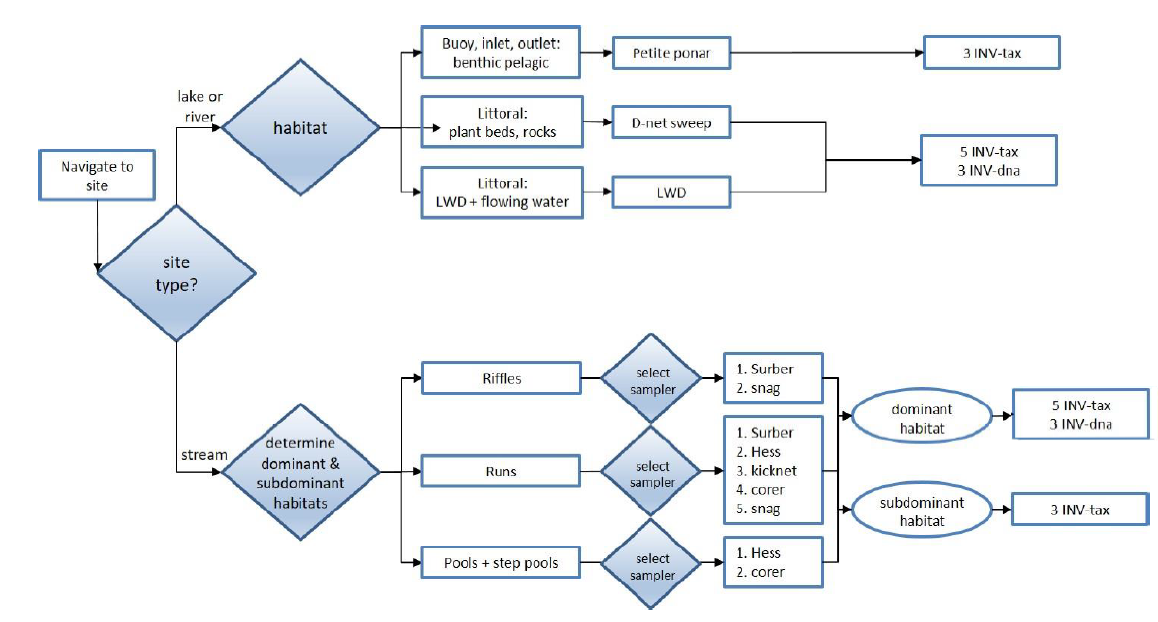 Navigate to
site
site
type?
lake or
river
habitat
Buoy, inlet, outlet:
benthic pelagic
Petite ponar
3 INV-tax
Littoral:
plant beds, rocks
D-net sweep
Littoral:
LWD + flowing water
LWD
5 INV-tax
3 INV-dna
stream
determine
dominant &
subdominant
habitats
Riffles
select
sampler
1. Surber
2. snag
Runs
select
sampler
1. Surber
2. Hess
3. kicknet
4. corer
5. snag
Pools + step pools
select
sampler
1. Hess
2. corer
dominant
habitat
5 INV-tax
3 INV-dna
subdominant
habitat
3 INV-tax